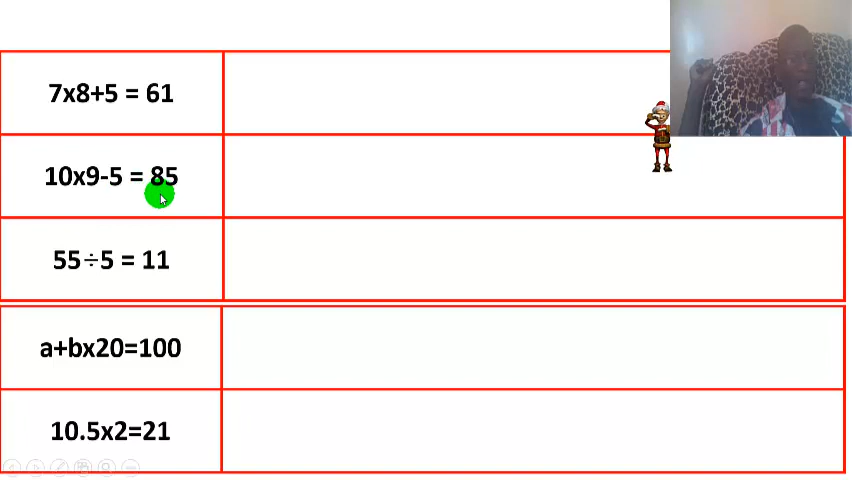 7x8+5 = 61
10x9-5 = 85
55÷5 = 11
a+bx20=100
10.5x2=21